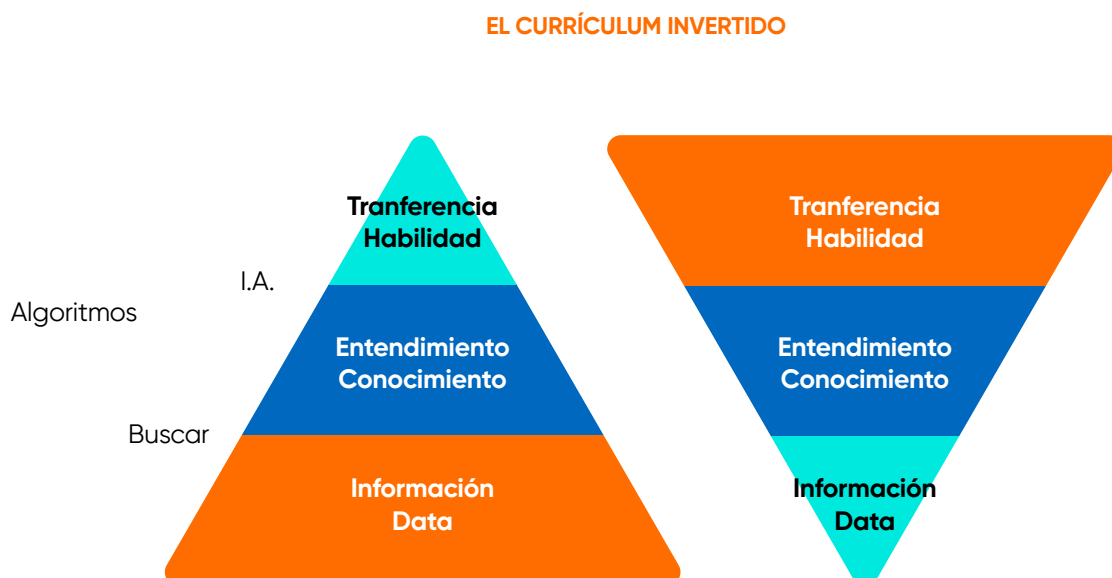 EL CURRÍCULUM INVERTIDO
Tranferencia
Habilidad
I.A.
Algoritmos
Entendimiento
Conocimiento
Buscar
Información
Data
Tranferencia
Habilidad
Entendimiento
Conocimiento
Información
Data